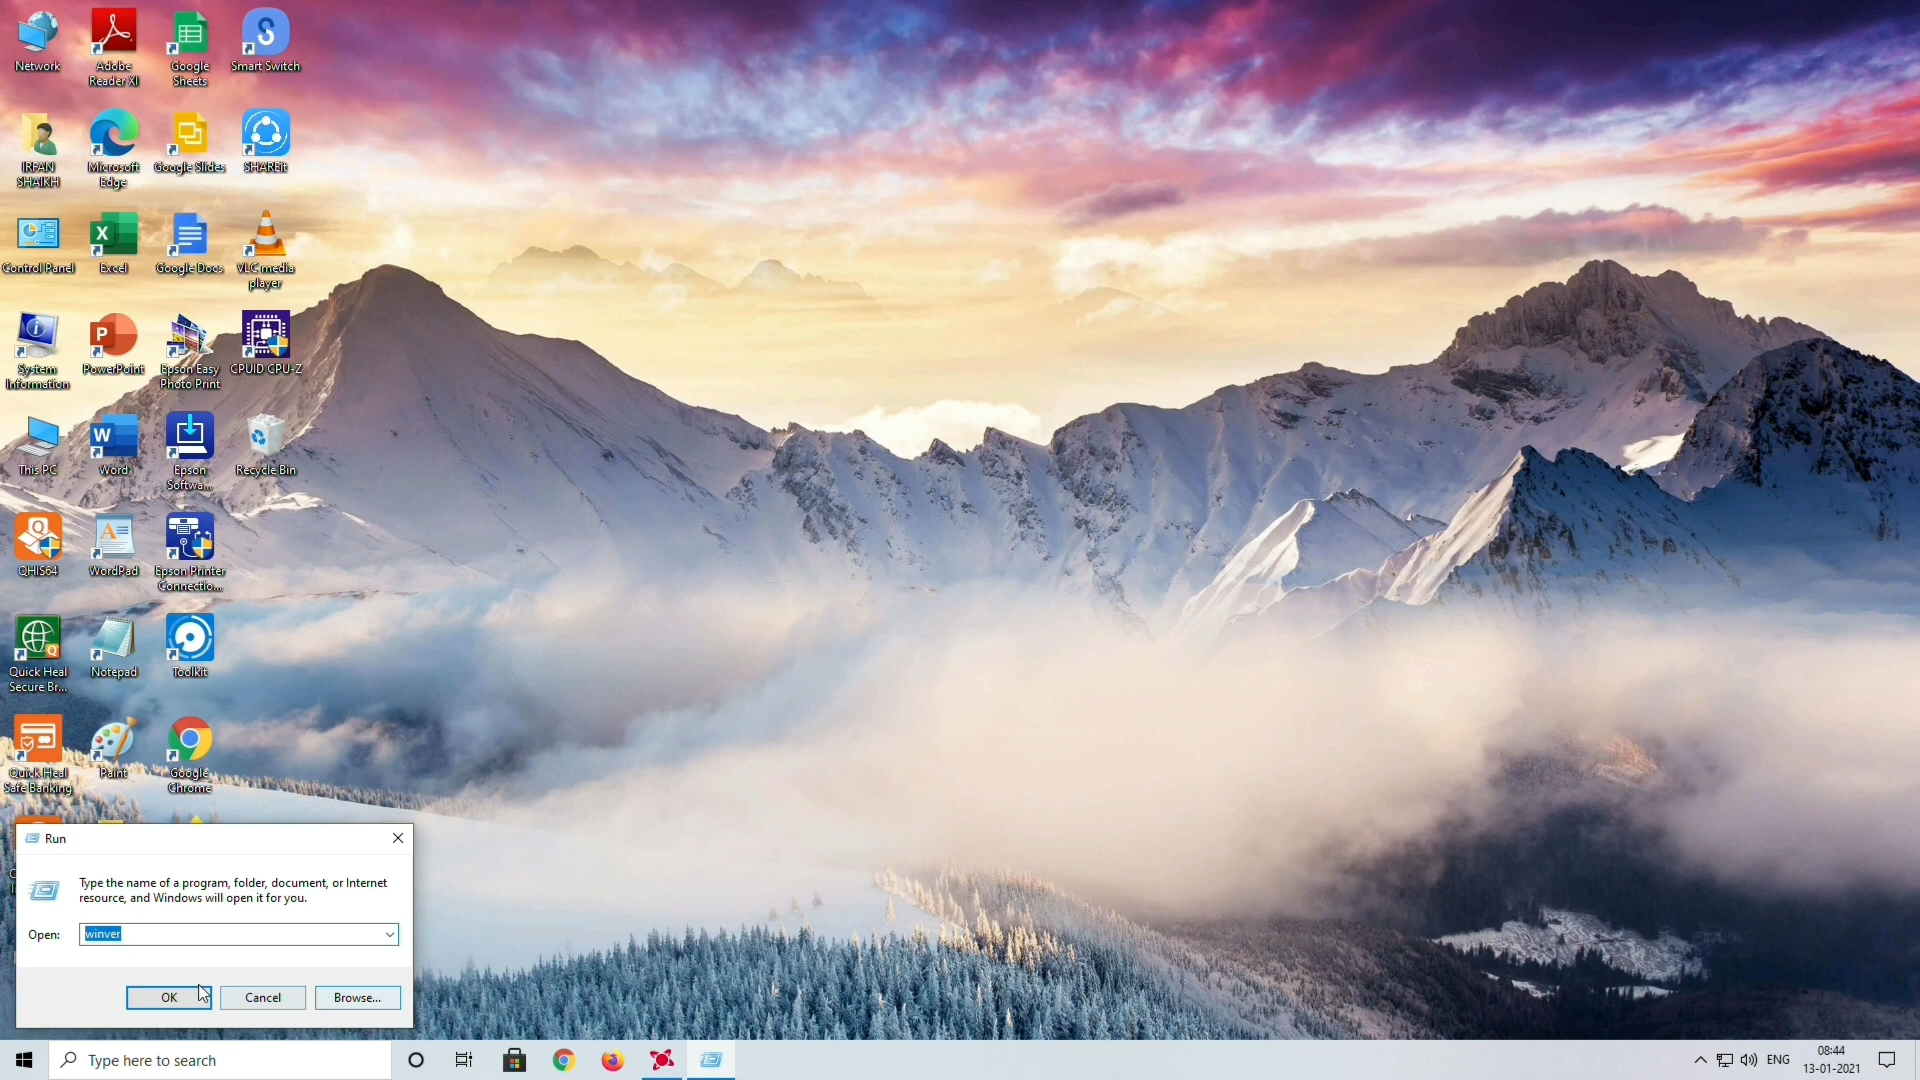 Network
Adobe
Reader XI
Google
Sheets
Smart Switch
IRFAN
SHAIKH
Microsoft
Edge
Google Slides
SHAREit
Control Panel
Excel
Google Docs
VLC media
player
System
Information
PowerPoint
Epson Easy
Photo Print
CPUID CPU-Z
This PC
Word
Epson
Softwa...
Recycle Bin
QHIS64
WordPad
Epson Printer
Connectio...
Quick Heal
Secure Br...
Notepad
Toolkit
Quick Heal
Safe Banking
Paint
Google
Chrome
Run
Type the name of a program, folder, document, or Internet
resource, and Windows will open it for you.
Open:
winver
OK
Cancel
Browse...
Type here to search
ENG
08:44
13-01-2021